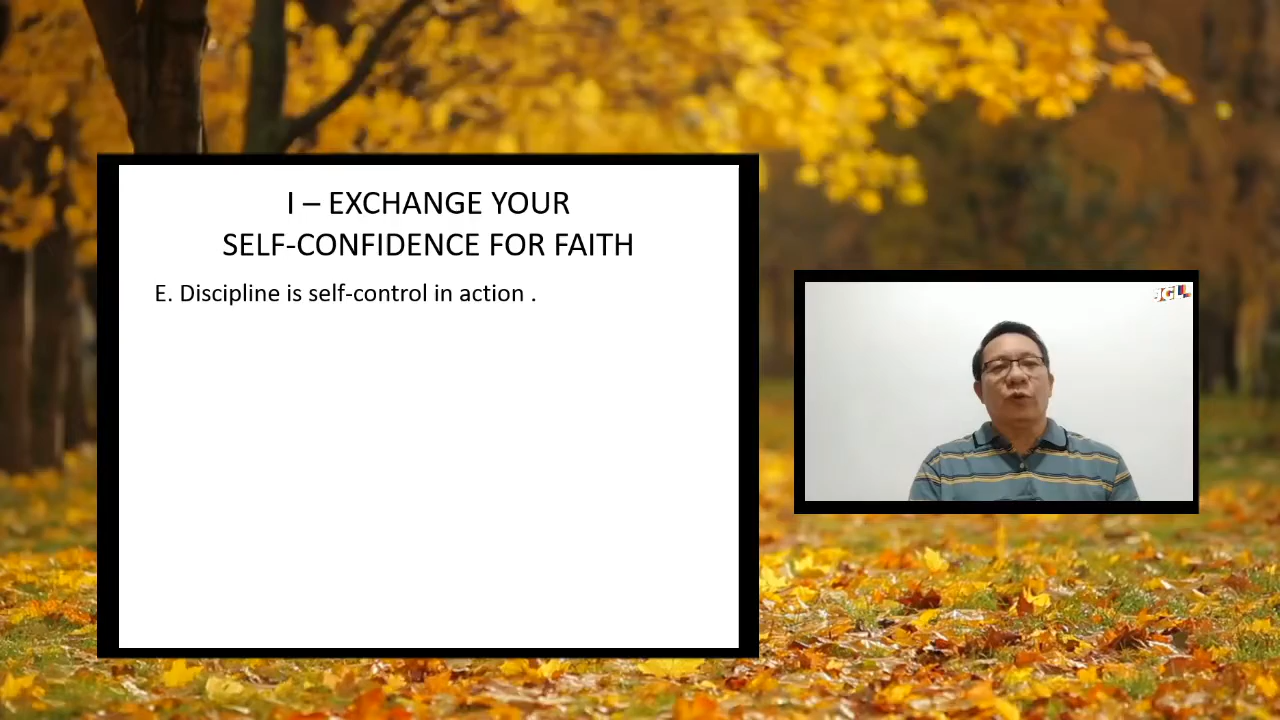 I – EXCHANGE YOUR
SELF-CONFIDENCE FOR FAITH
E. Discipline is self-control in action .